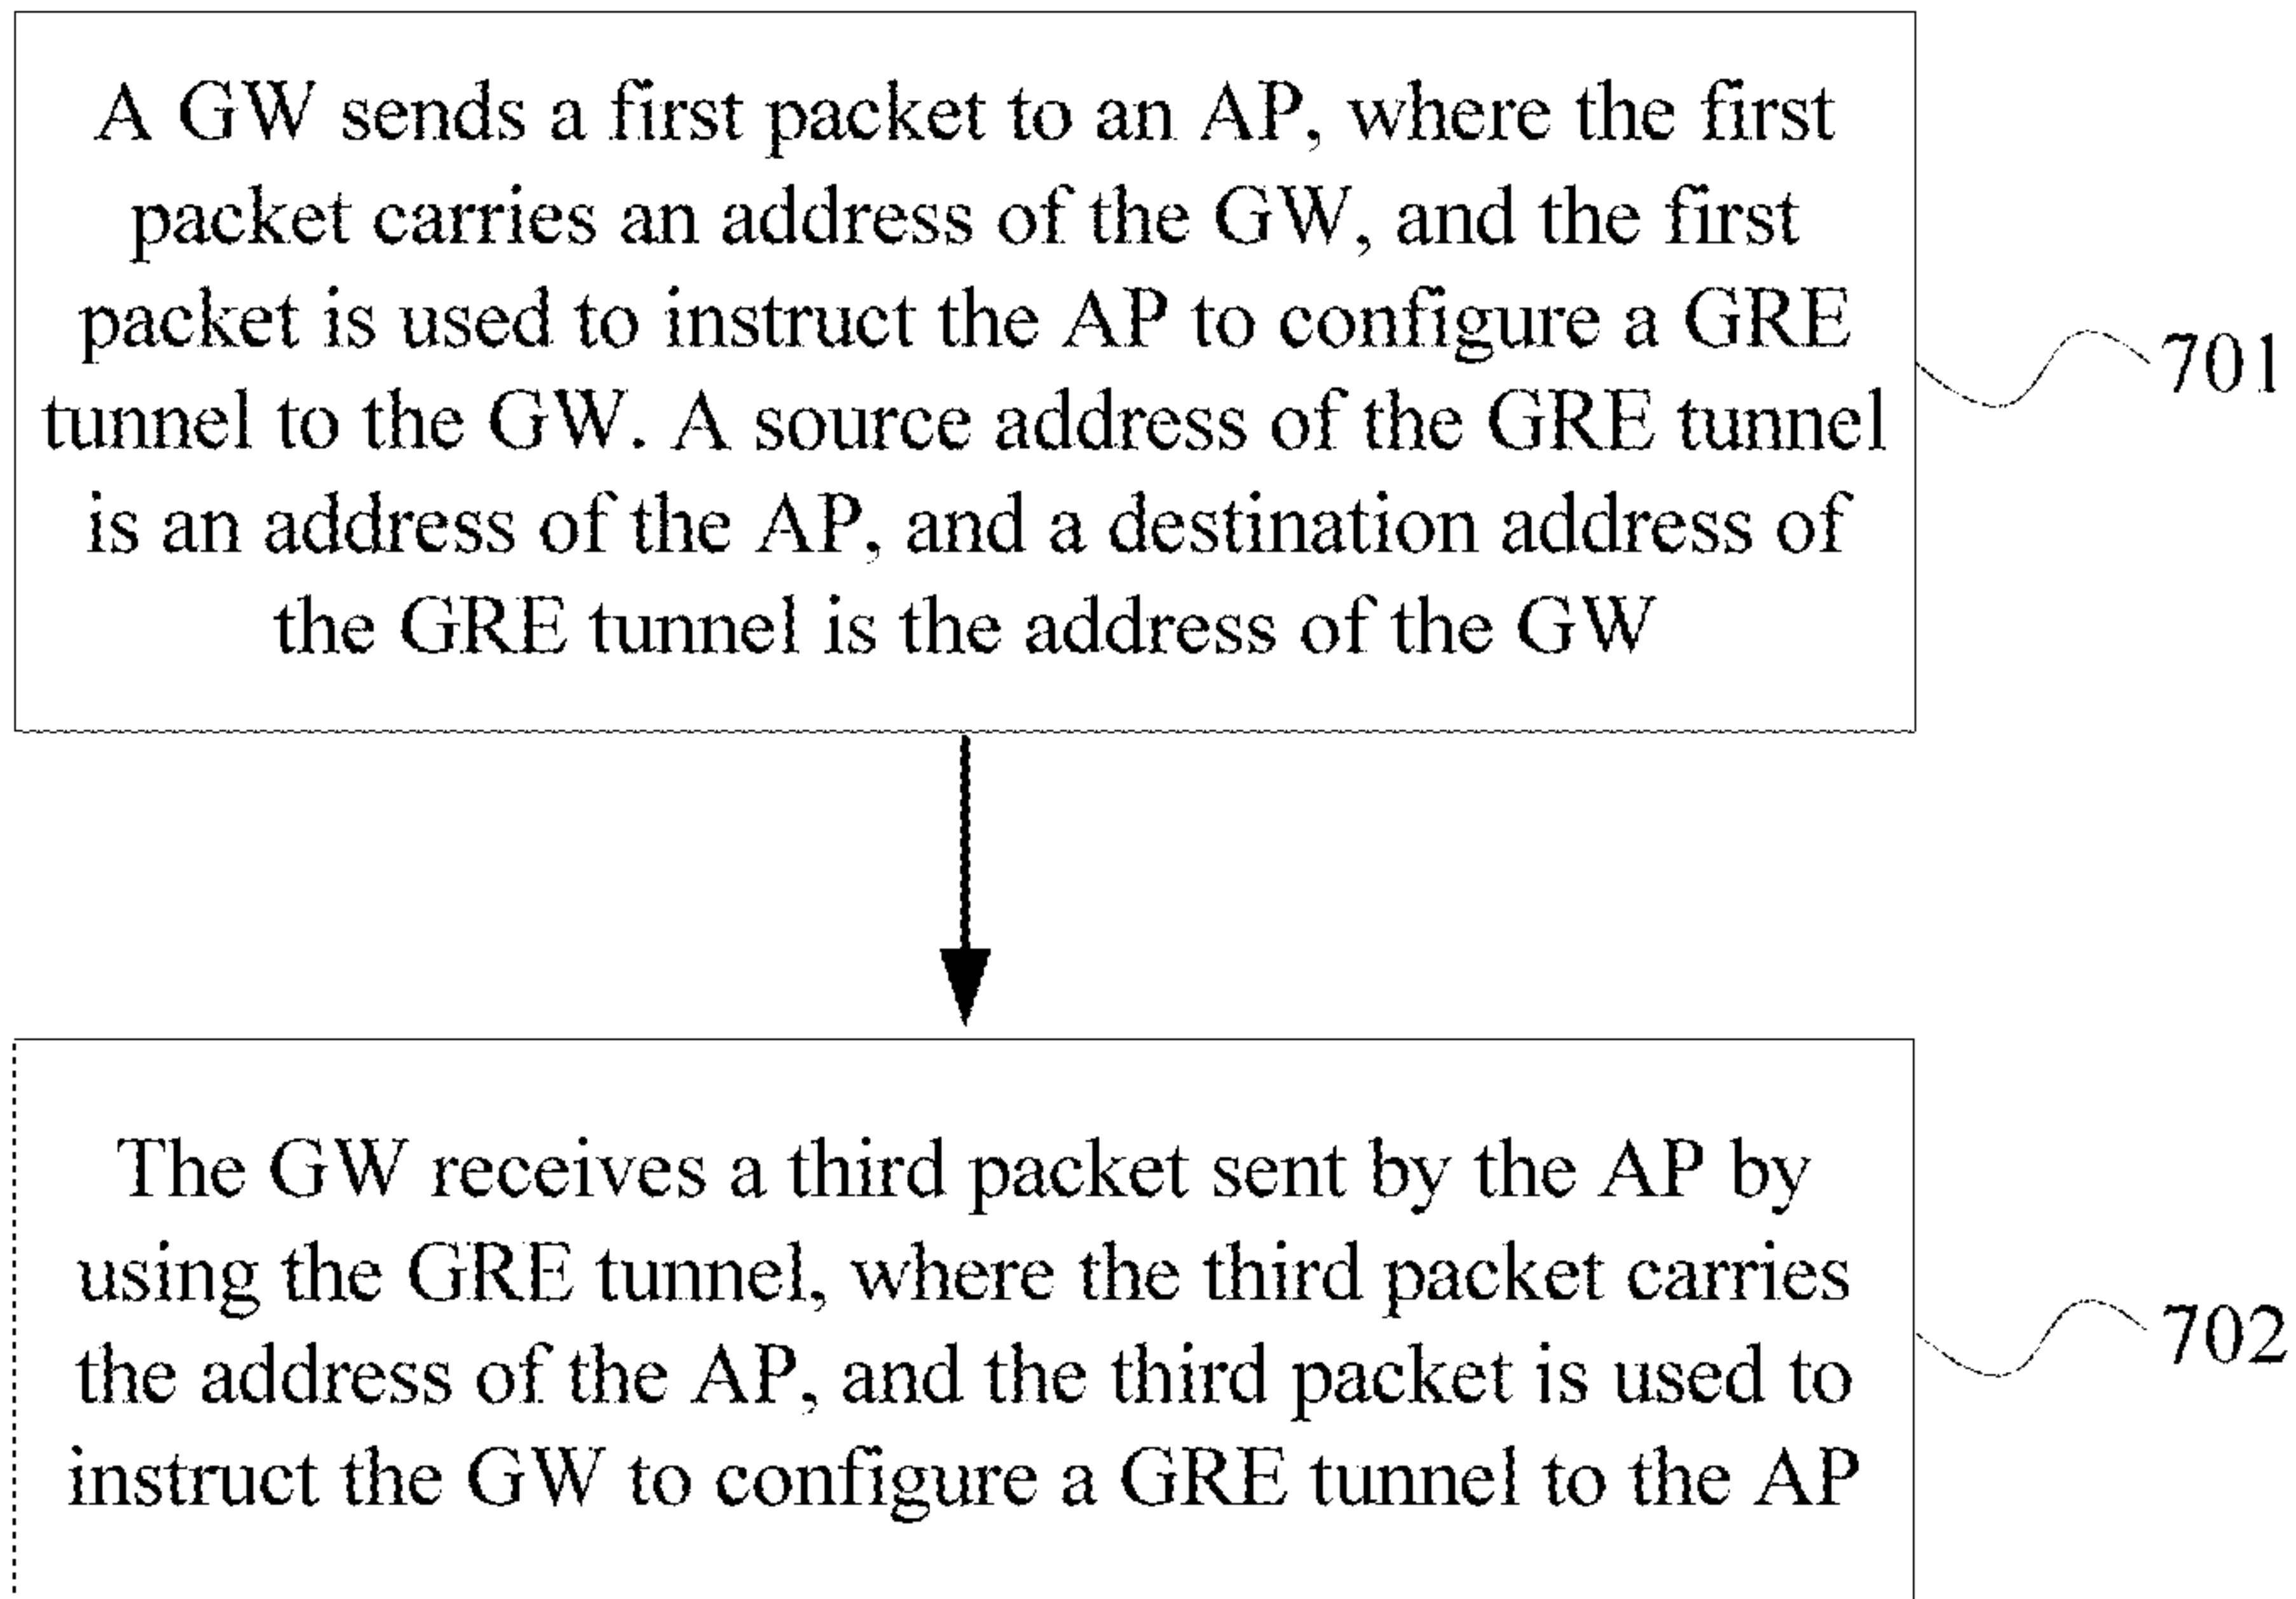 A GW sends a first packet to an AP, where the first
packet carries an address of the GW, and the first
packet is used to instruct the AP to configure a GRE
tunnel to the GW. A source address of the GRE tunnel
is an address of the AP, and a destination address of
the GRE tunnel is the address of the GW
701
The GW receives a third packet sent by the AP by
using the GRE tunnel, where the third packet carries
the address of the AP, and the third packet is used to
instruct the GW to configure a GRE tunnel to the AP
702